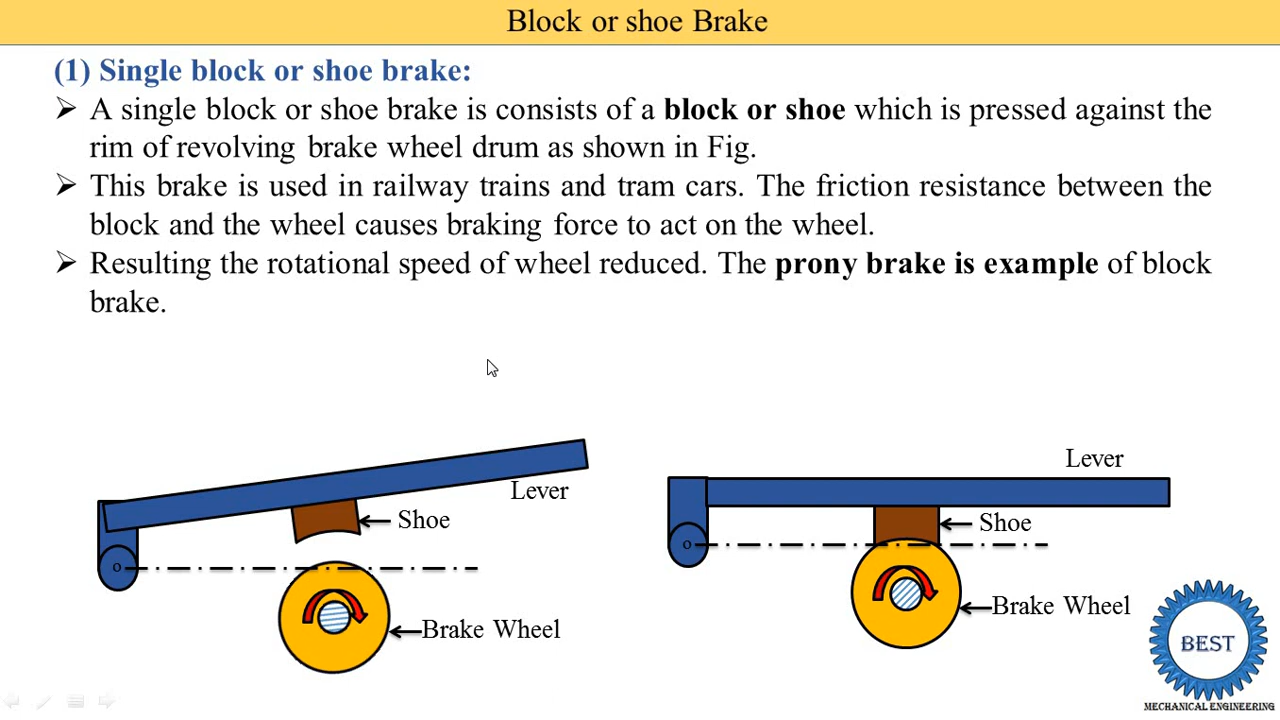 Block or shoe Brake
(1) Single block or shoe brake:
➢ A single block or shoe brake is consists of a block or shoe which is pressed against the
rim of revolving brake wheel drum as shown in Fig.
➢ This brake is used in railway trains and tram cars. The friction resistance between the
block and the wheel causes braking force to act on the wheel.
➢ Resulting the rotational speed of wheel reduced. The prony brake is example of block
brake.
Lever
Shoe
o
Brake Wheel
Lever
Shoe
o
Brake Wheel
BEST
MECHANICAL ENGINEERING